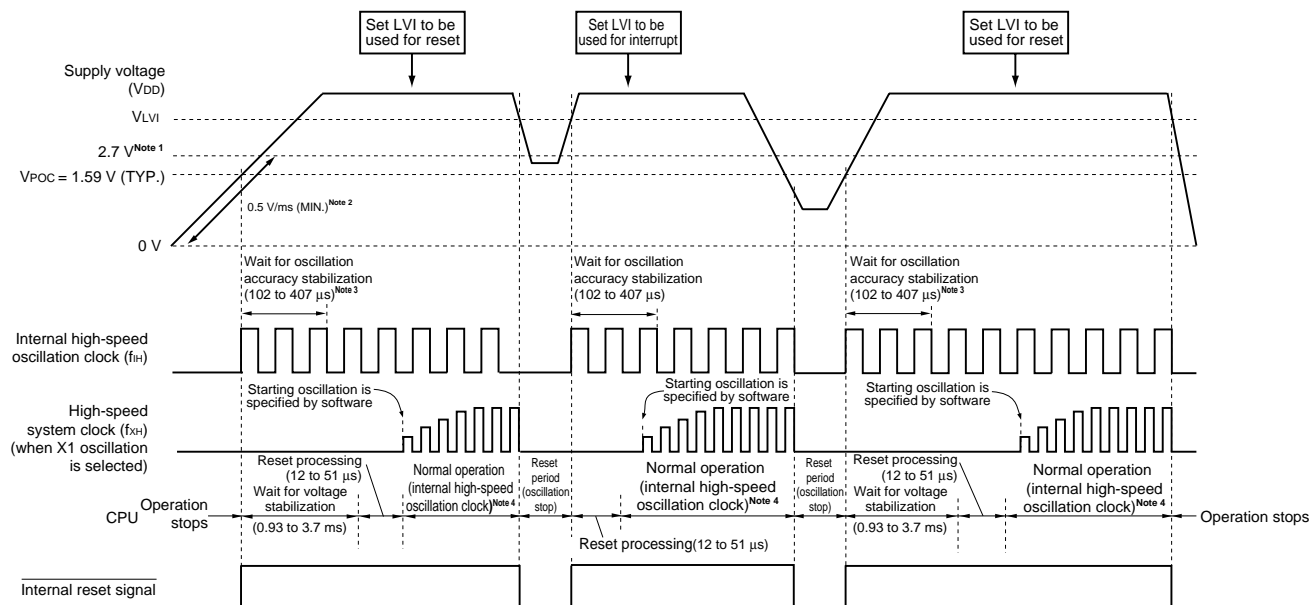 Set LVI to be
used for reset
Set LVI to be
used for interrupt
Set LVI to be
used for reset
Supply voltage
(VDD)
VLVI
2.7 V Note 1
VPOC = 1.59 V (TYP.)
0.5 V/ms (MIN.) Note 2
0 V
Wait for oscillation
accuracy stabilization
(102 to 407 μs) Note 3
Wait for oscillation
accuracy stabilization
(102 to 407 μs)
Wait for oscillation
accuracy stabilization
(102 to 407 μs) Note 3
Internal high-speed
oscillation clock (fIH)
Starting oscillation is
specified by software
Starting oscillation is
specified by software
Starting oscillation is
specified by software
High-speed
system clock (fXH)
(when X1 oscillation
is selected)
Reset processing
(12 to 51 μs)
Wait for voltage
stabilization
(0.93 to 3.7 ms)
Normal operation
(internal high-speed
oscillation clock) Note 4
Reset
period
(oscillation
stop)
Reset processing(12 to 51 μs)
Normal operation
(internal high-speed
oscillation clock) Note 4
Reset
period
(oscillation
stop)
Reset processing
(12 to 51 μs)
Wait for voltage
stabilization
(0.93 to 3.7 ms)
Normal operation
(internal high-speed
oscillation clock) Note 4
CPU
Operation
stops
Operation stops
Internal reset signal